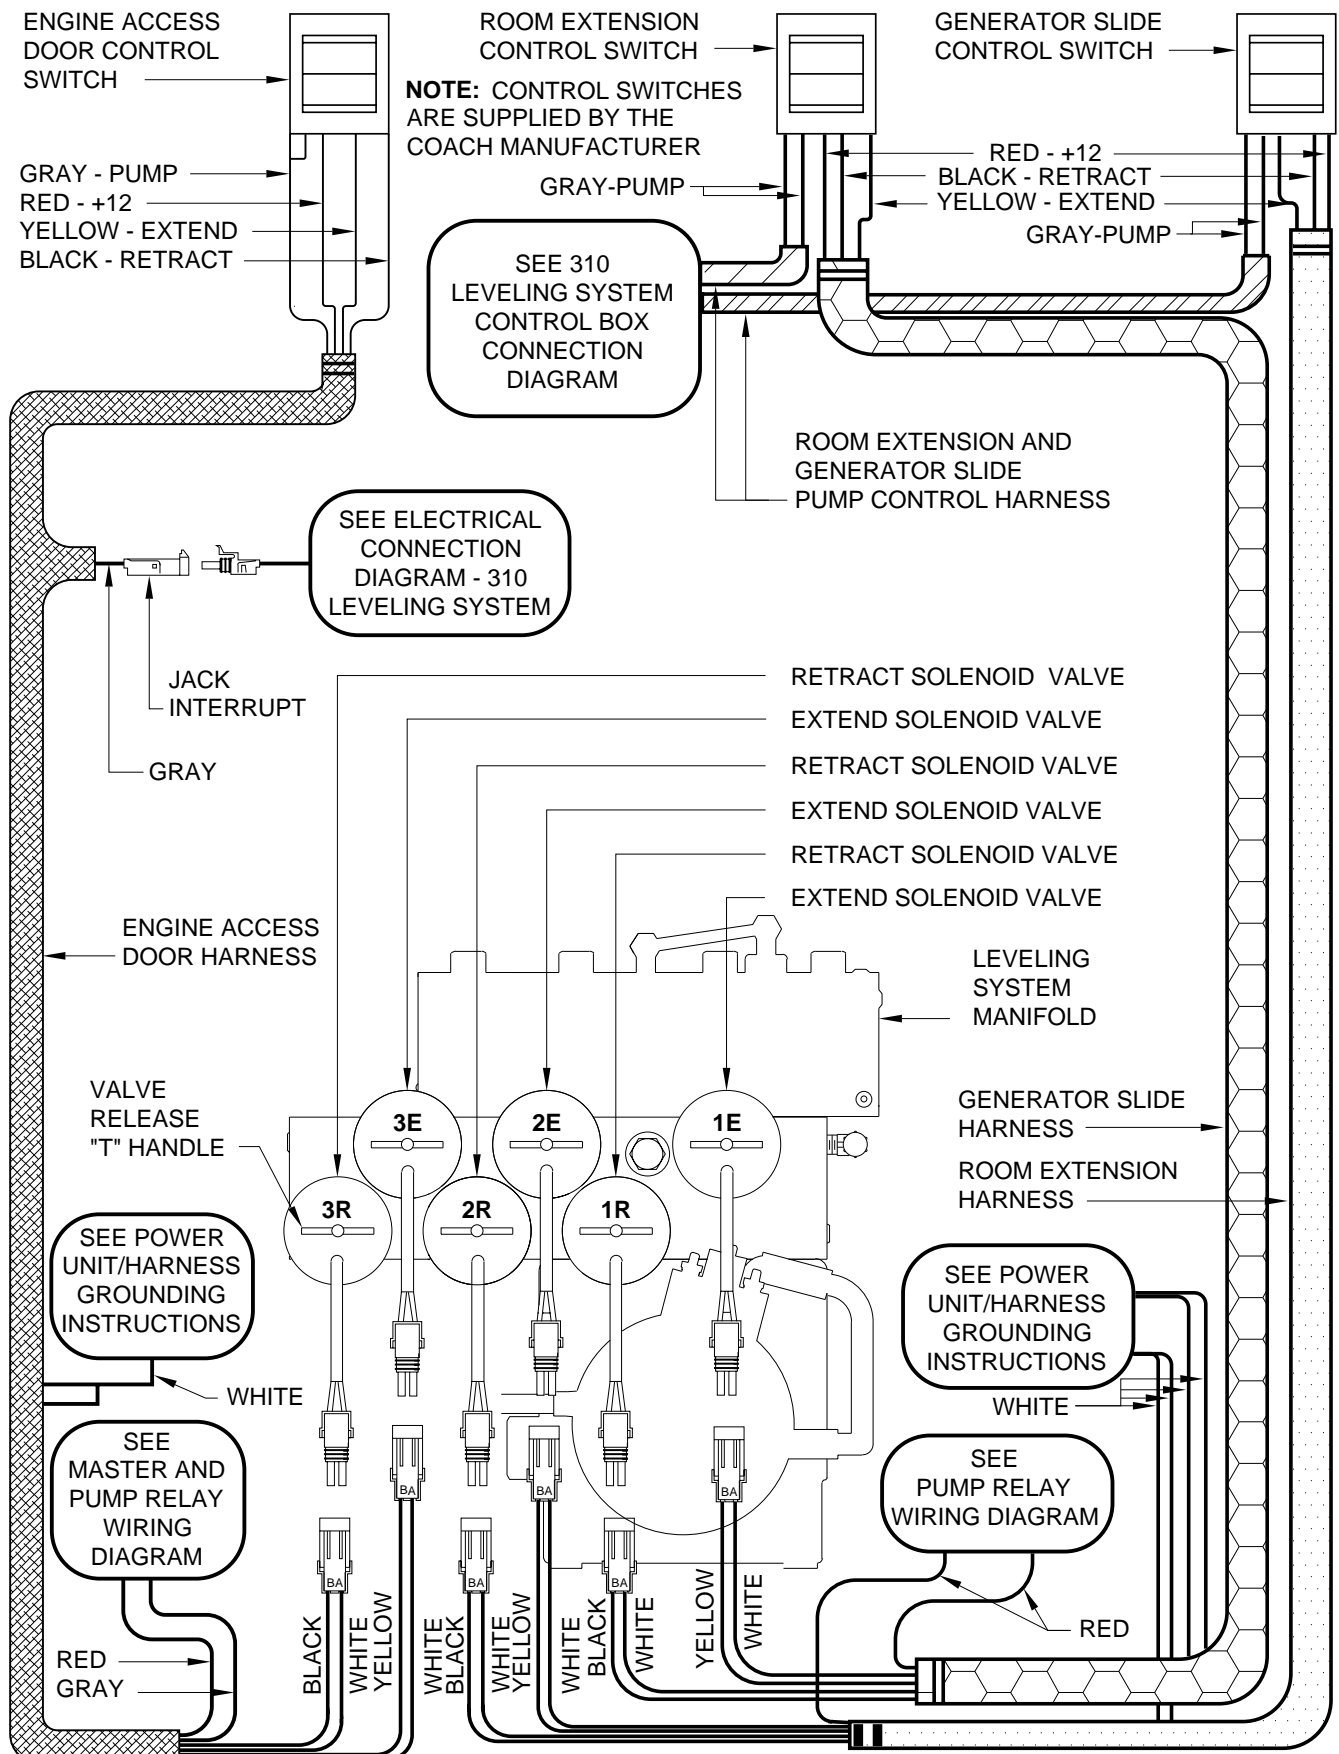 ENGINE ACCESS
DOOR CONTROL
SWITCH
ROOM EXTENSION
CONTROL SWITCH
GENERATOR SLIDE
CONTROL SWITCH
NOTE: CONTROL SWITCHES
ARE SUPPLIED BY THE
COACH MANUFACTURER
GRAY - PUMP
RED - +12
YELLOW - EXTEND
BLACK - RETRACT
GRAY-PUMP
RED - +12
BLACK - RETRACT
YELLOW - EXTEND
GRAY-PUMP
SEE 310
LEVELING SYSTEM
CONTROL BOX
CONNECTION
DIAGRAM
ROOM EXTENSION AND
GENERATOR SLIDE
PUMP CONTROL HARNESS
SEE ELECTRICAL
CONNECTION
DIAGRAM - 310
LEVELING SYSTEM
JACK
INTERRUPT
GRAY
RETRACT SOLENOID VALVE
EXTEND SOLENOID VALVE
RETRACT SOLENOID VALVE
EXTEND SOLENOID VALVE
RETRACT SOLENOID VALVE
EXTEND SOLENOID VALVE
ENGINE ACCESS
DOOR HARNESS
LEVELING
SYSTEM
MANIFOLD
VALVE
RELEASE
"T" HANDLE
3E
2E
1E
3R
2R
1R
GENERATOR SLIDE
HARNESS
ROOM EXTENSION
HARNESS
SEE POWER
UNIT/HARNESS
GROUNDING
INSTRUCTIONS
WHITE
SEE POWER
UNIT/HARNESS
GROUNDING
INSTRUCTIONS
WHITE
SEE
MASTER AND
PUMP RELAY
WIRING
DIAGRAM
SEE
PUMP RELAY
WIRING DIAGRAM
BA
BA
BA
BA
BA
BA
RED
GRAY
BLACK
WHITE
YELLOW
WHITE
BLACK
WHITE
YELLOW
WHITE
BLACK
WHITE
YELLOW
WHITE
RED